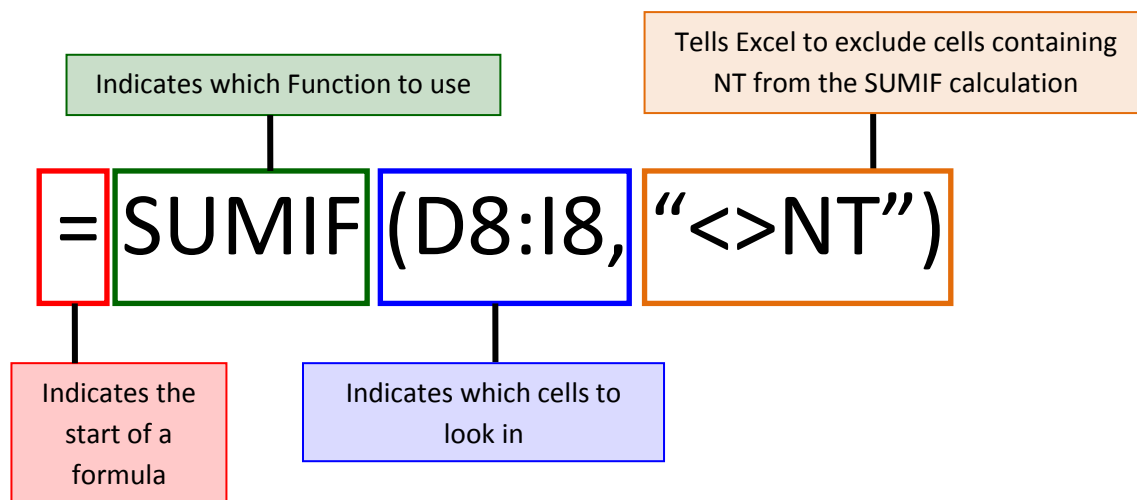 Tells Excel to exclude cells containing
NT from the SUMIF calculation
Indicates which Function to use
= SUMIF (D8:I8, “<>NT”)
Indicates the
start of a
formula
Indicates which cells to
look in